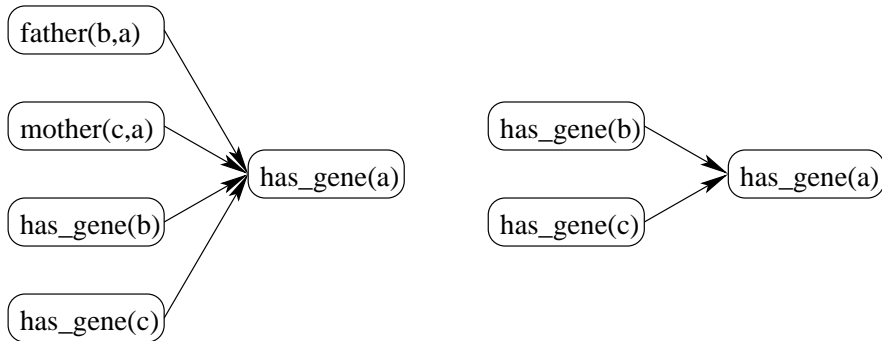 father(b,a)
mother(c,a)
has_gene(a)
has_gene(b)
has_gene(c)
has_gene(b)
has_gene(a)
has_gene(c)